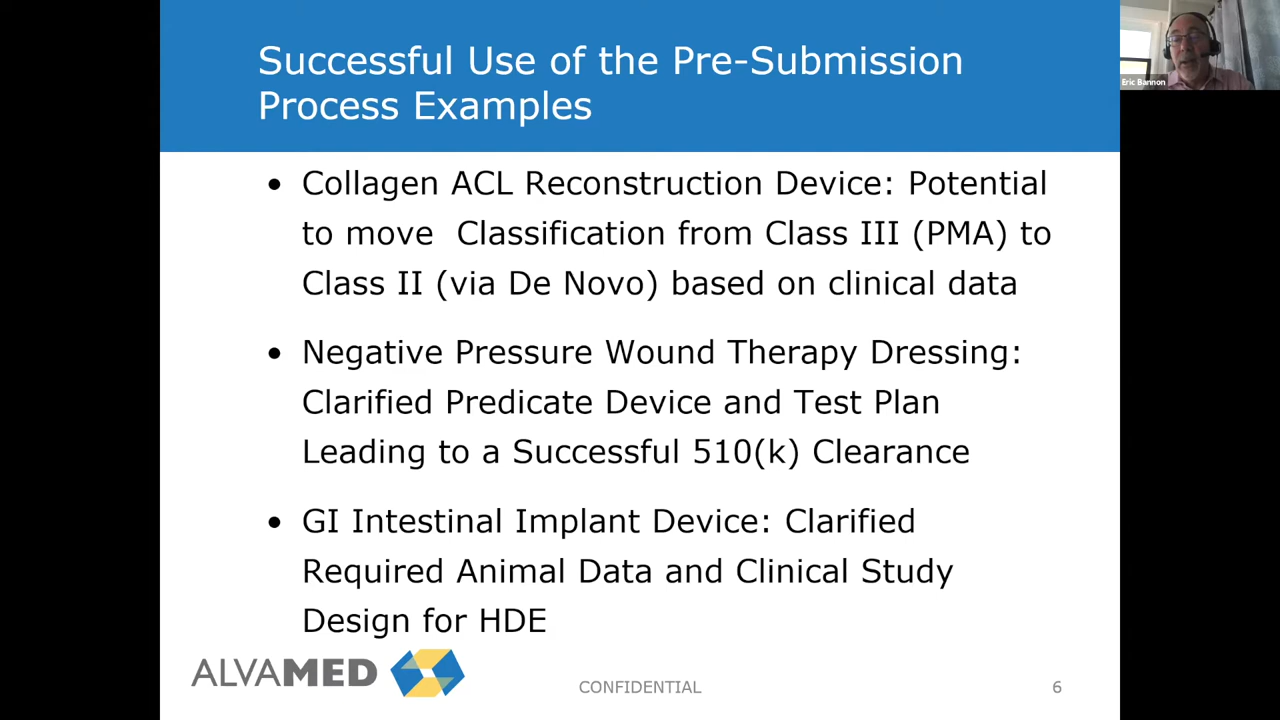 Successful Use of the Pre-Submission
Process Examples
Eric Bannon
• Collagen ACL Reconstruction Device: Potential
to move  Classification from Class III (PMA) to
Class II (via De Novo) based on clinical data
• Negative Pressure Wound Therapy Dressing:
Clarified Predicate Device and Test Plan
Leading to a Successful 510(k) Clearance
• GI Intestinal Implant Device: Clarified
Required Animal Data and Clinical Study
Design for HDE
ALVAMED
CONFIDENTIAL
6